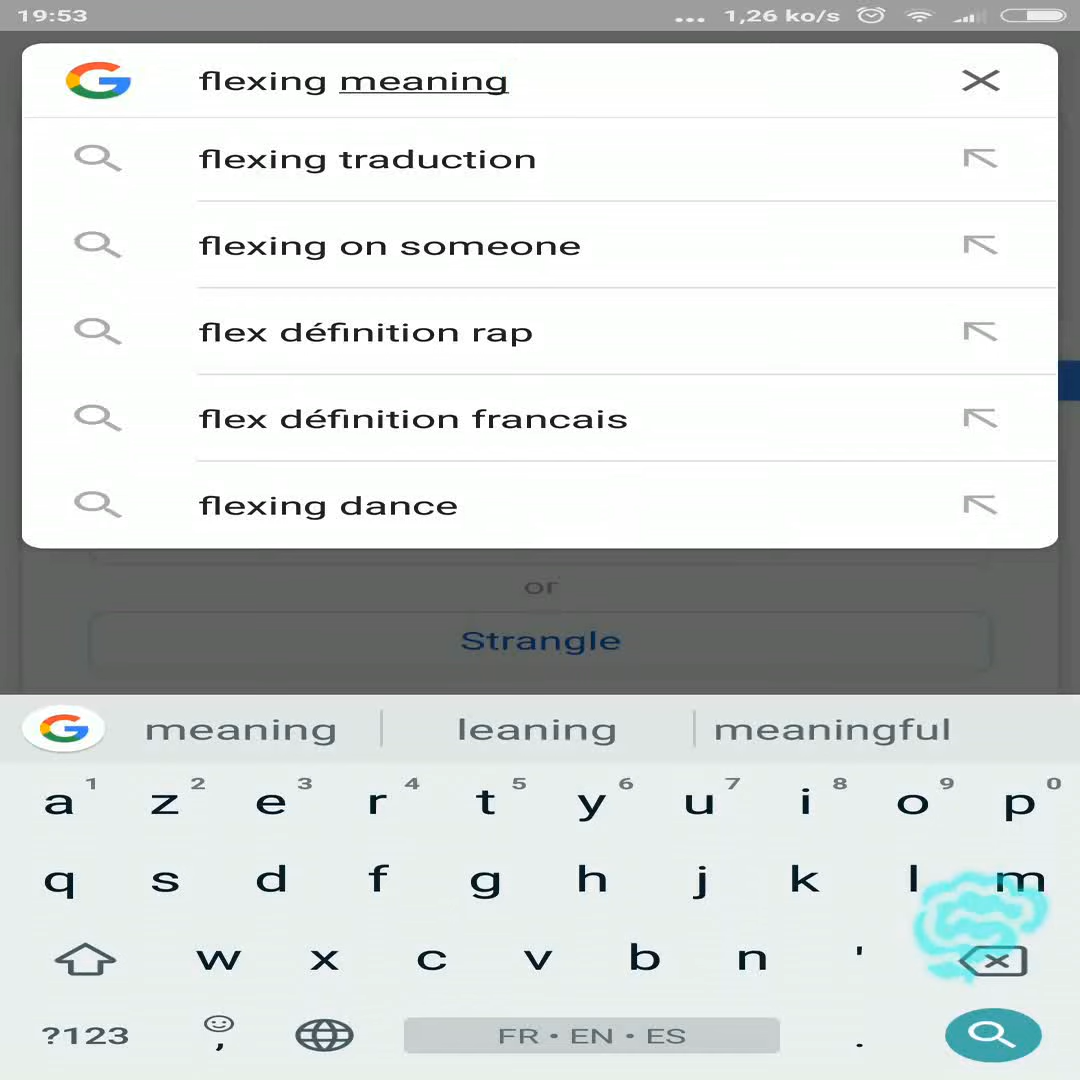 19:53 ... 1,26 ko/s
flexing meaning
flexing traduction
flexing on someone
flex définition rap
flex définition francais
flexing dance
or
Strangle
meaning leaning meaningful
1 2 3 4 5 6 7 8 9 0
a z e r t y u i o p
q s d f g h j k l m
w x c v b n '
?123 , FR • EN • ES .